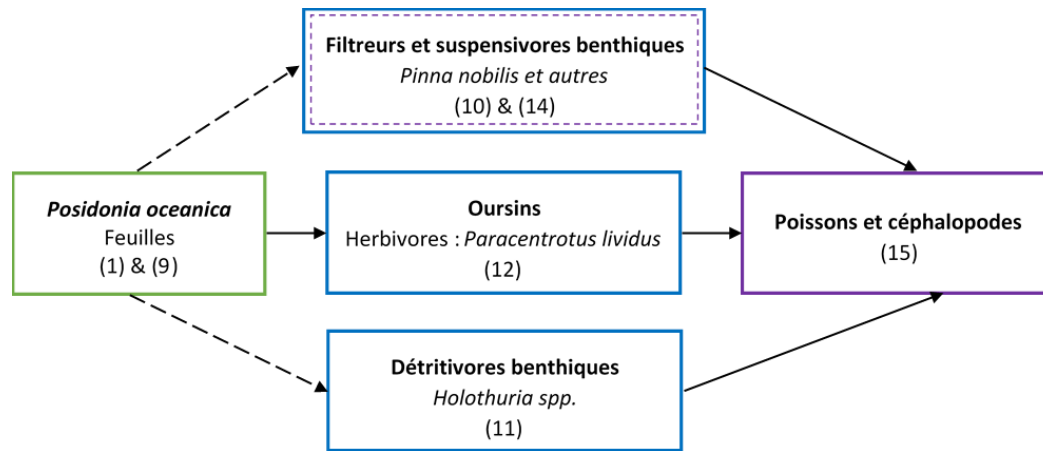 Filtreurs et suspensivores benthiques
Pinna nobilis et autres
(10) & (14)
Posidonia oceanica
Feuilles
(1) & (9)
Oursins
Herbivores : Paracentrotus lividus
(12)
Poissons et céphalopodes
(15)
Détritivores benthiques
Holothuria spp.
(11)